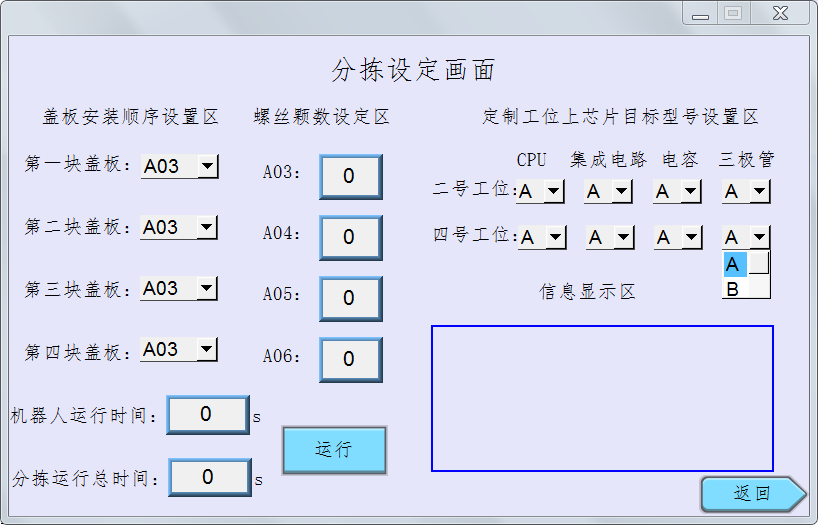 分拣设定画面
盖板安装顺序设置区
螺丝颗数设定区
定制工位上芯片目标型号设置区
CPU 集成电路 电容 三极管
第一块盖板: A03
A03: 0
二号工位: A A A A
第二块盖板: A03
A04: 0
四号工位: A A A A
A
B
第三块盖板: A03
A05: 0
信息显示区
第四块盖板: A03
A06: 0
机器人运行时间: 0 s
运行
分拣运行总时间: 0 s
返回